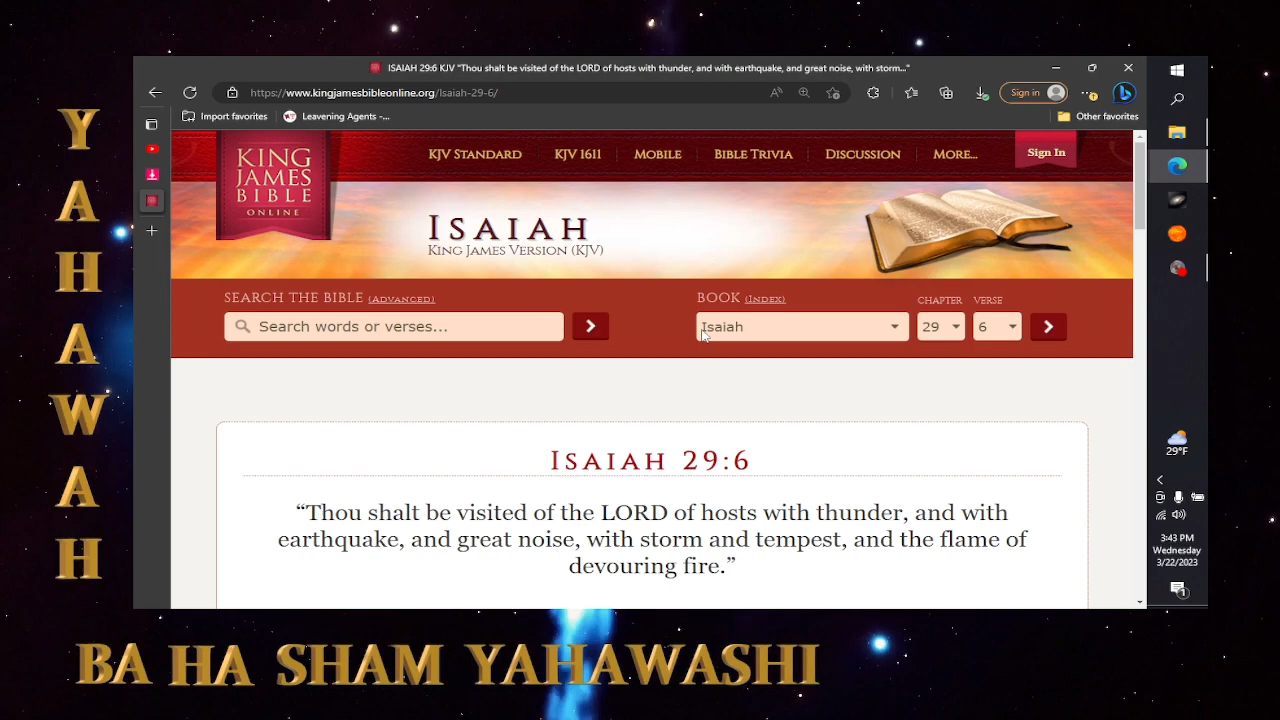 YAHAWAH
ISAIAH 29:6 KJV "Thou shalt be visited of the LORD of hosts with thunder, and with earthquake, and great noise, with storm..."
https://www.kingjamesbibleonline.org/Isaiah-29-6/
Sign in
Import favorites
Leavening Agents -...
Other favorites
KING
JAMES
BIBLE
ONLINE
KJV STANDARD
KJV 1611
MOBILE
BIBLE TRIVIA
DISCUSSION
MORE...
Sign In
ISAIAH
KING JAMES VERSION (KJV)
SEARCH THE BIBLE (ADVANCED)
Search words or verses...
BOOK (INDEX)
CHAPTER
VERSE
Isaiah
29
6
ISAIAH 29:6
“Thou shalt be visited of the LORD of hosts with thunder, and with
earthquake, and great noise, with storm and tempest, and the flame of
devouring fire.”
29°F
3:43 PM
Wednesday
3/22/2023
1
BA HA SHAM YAHAWASHI